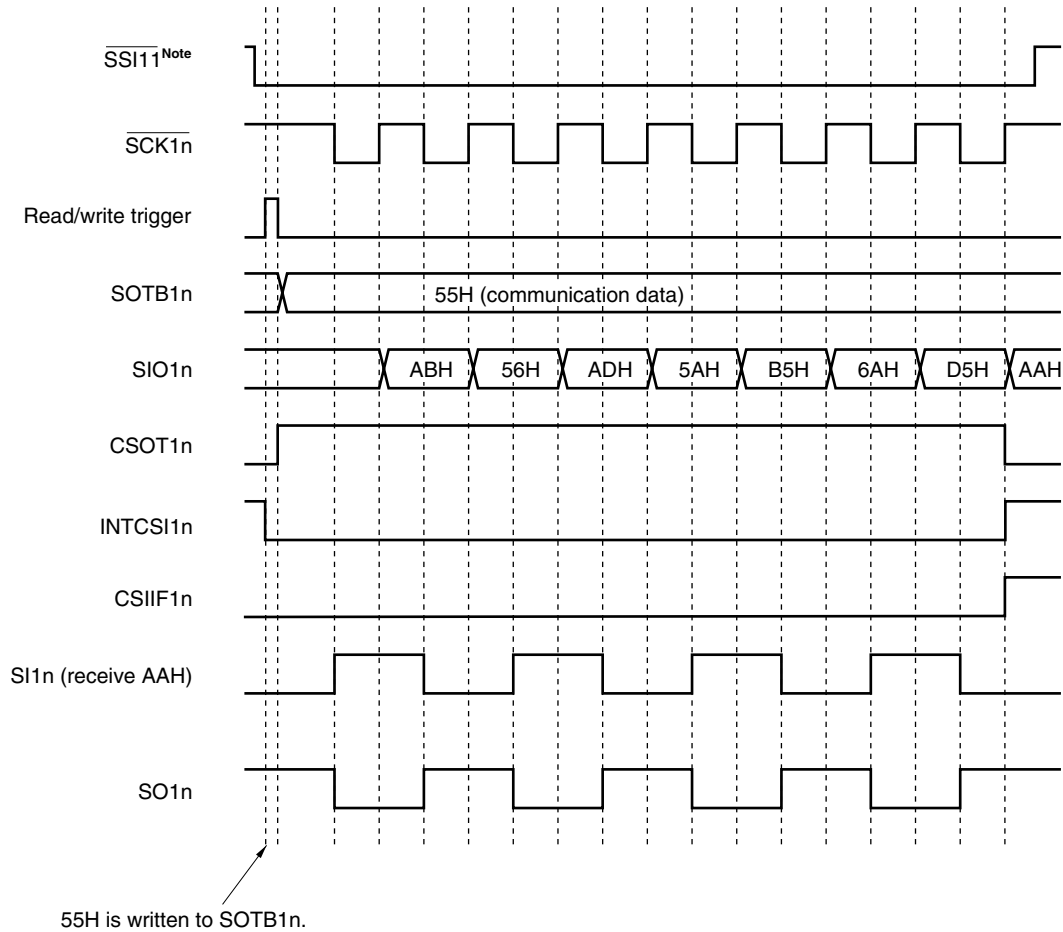 SSI11Note
SCK1n
Read/write trigger
SOTB1n
55H (communication data)
SIO1n
ABH 56H ADH 5AH B5H 6AH D5H AAH
CSOT1n
INTCSI1n
CSIIF1n
SI1n (receive AAH)
SO1n
55H is written to SOTB1n.